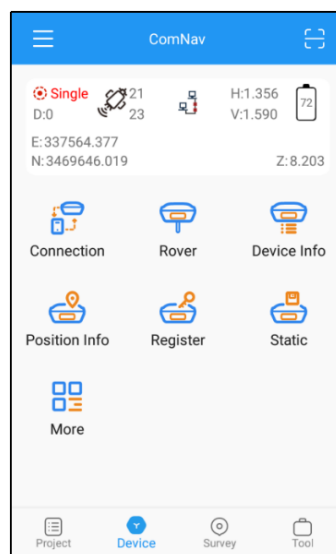 ComNav
Single 21 H:1.356 72
D:0 23 V:1.590
E:337564.377
N:3469646.019 Z:8.203
Connection Rover Device Info
Position Info Register Static
More
Project Device Survey Tool